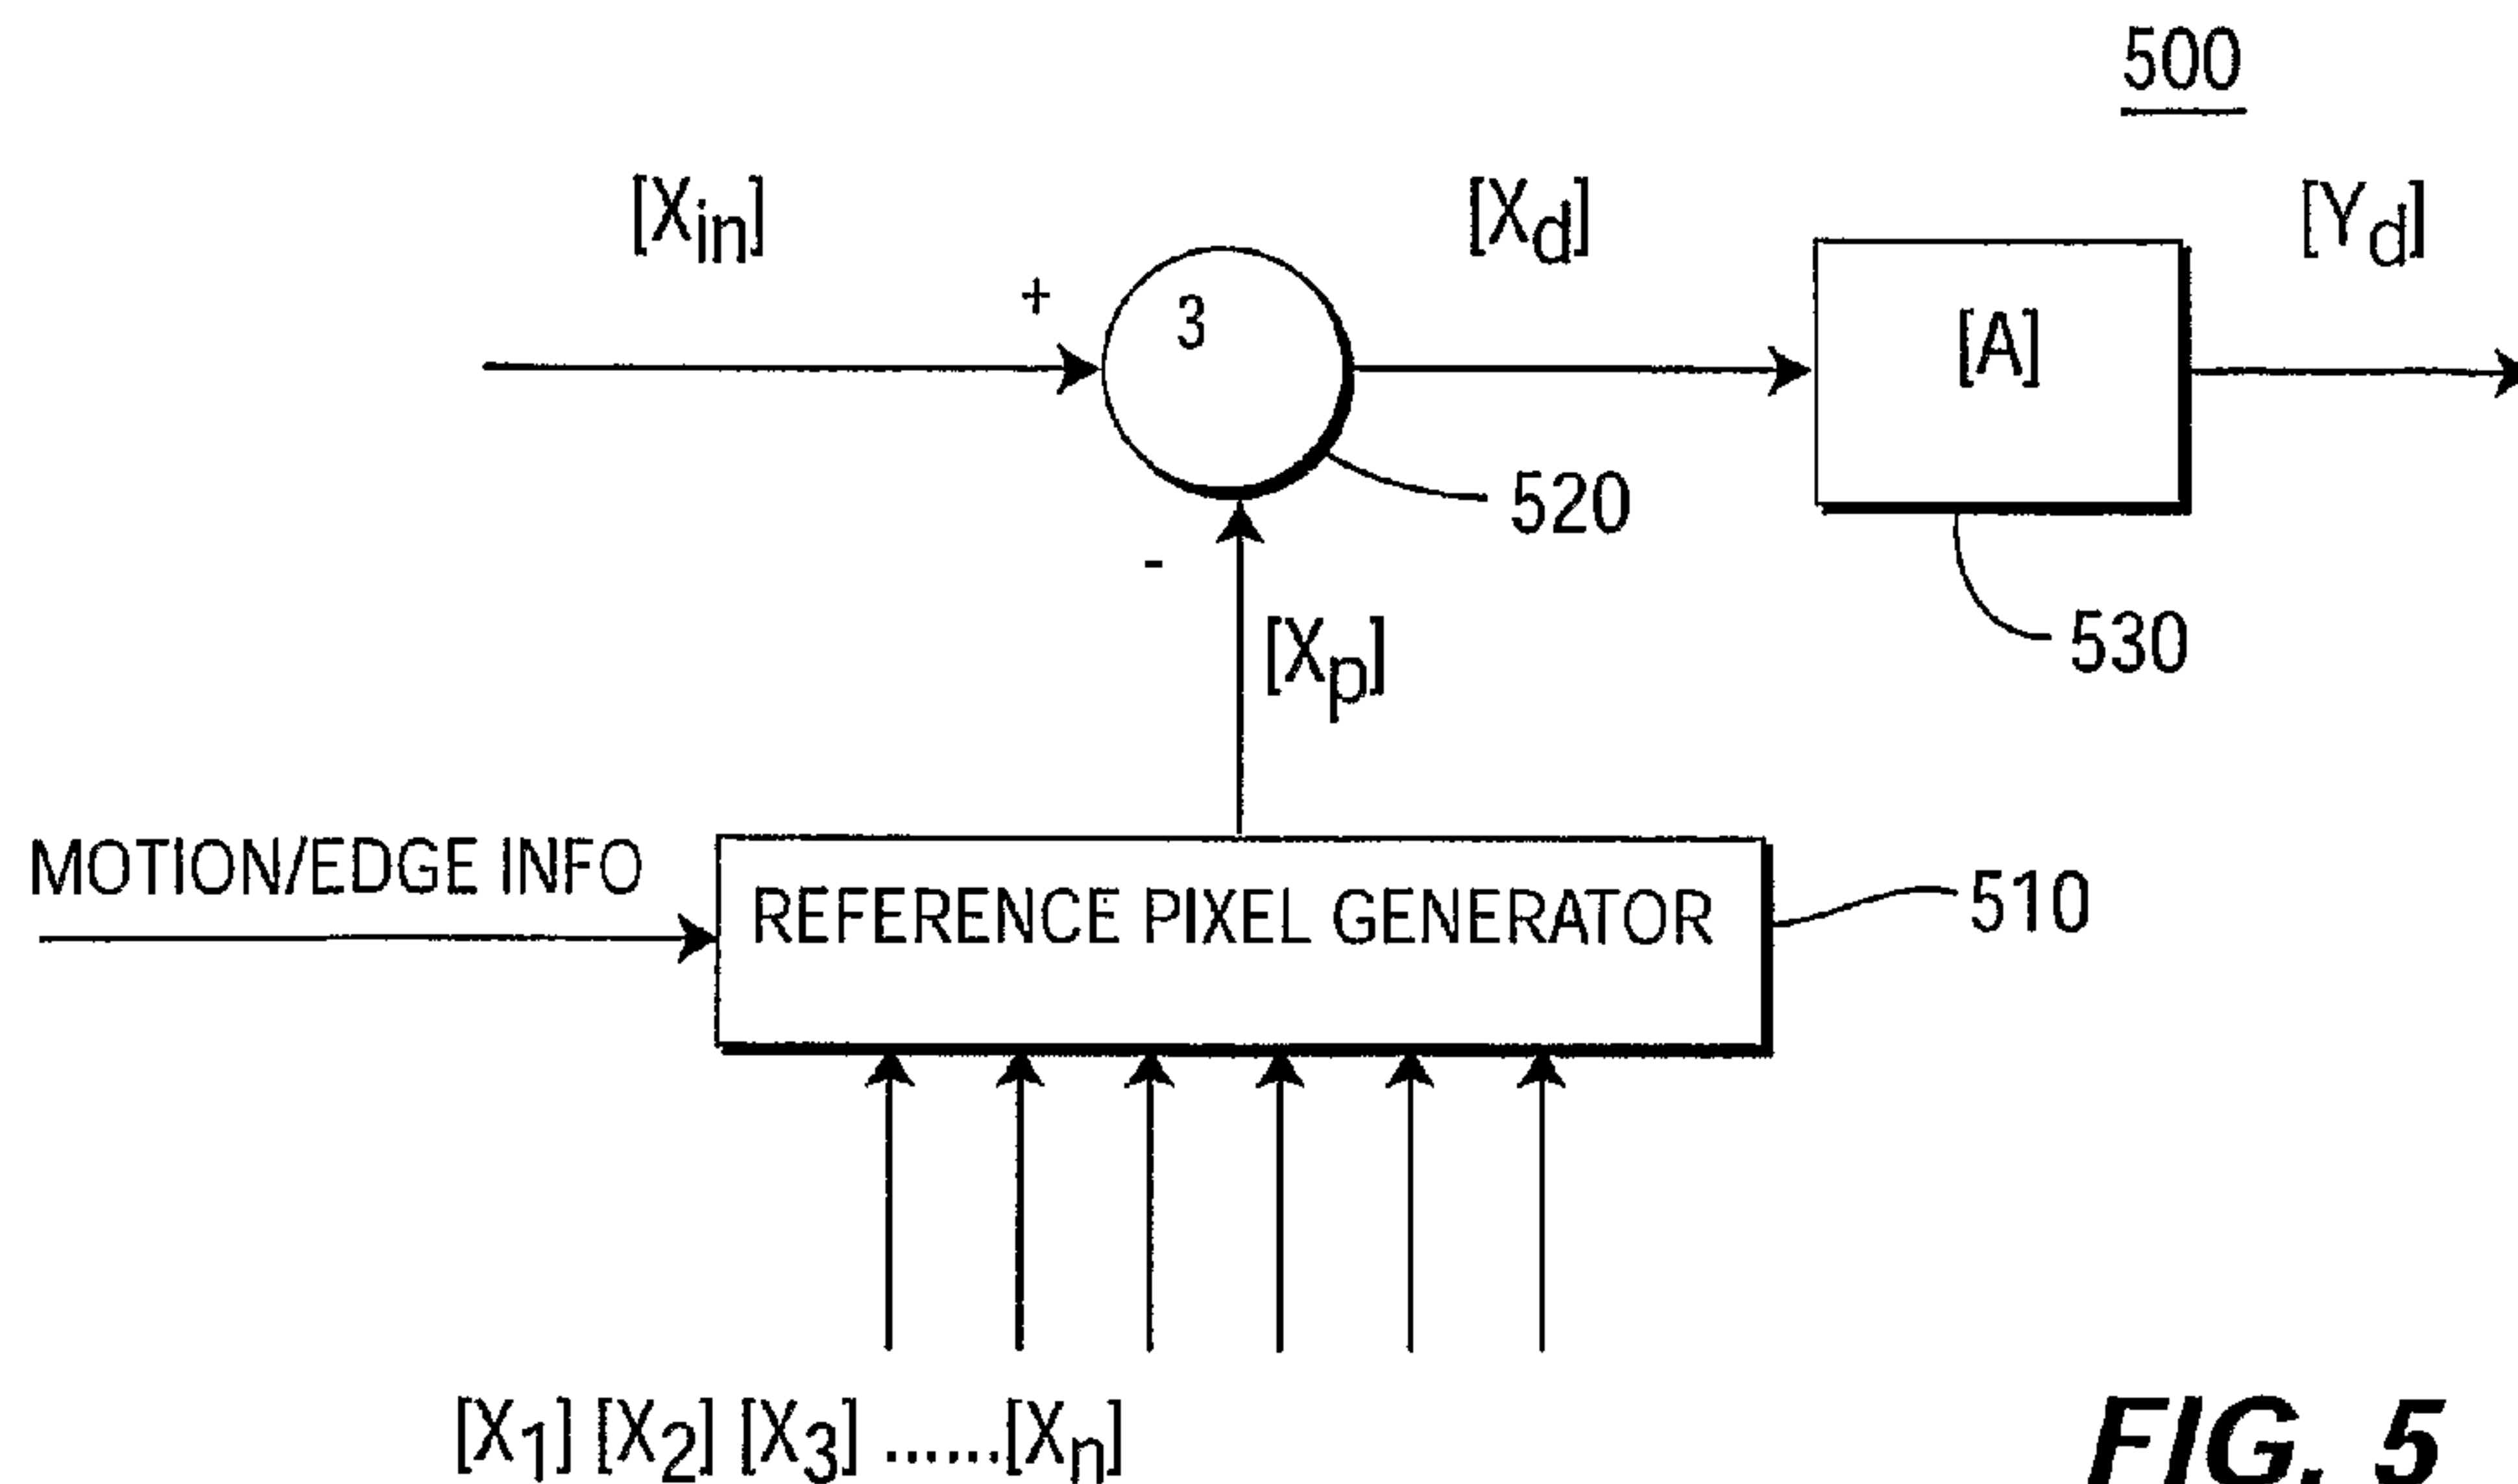 500
[Xin]
[Xd]
[Yd]
+
3
[A]
520
-
530
[Xp]
MOTION/EDGE INFO
REFERENCE PIXEL GENERATOR
510
[X1] [X2] [X3] ......[Xn]
FIG. 5